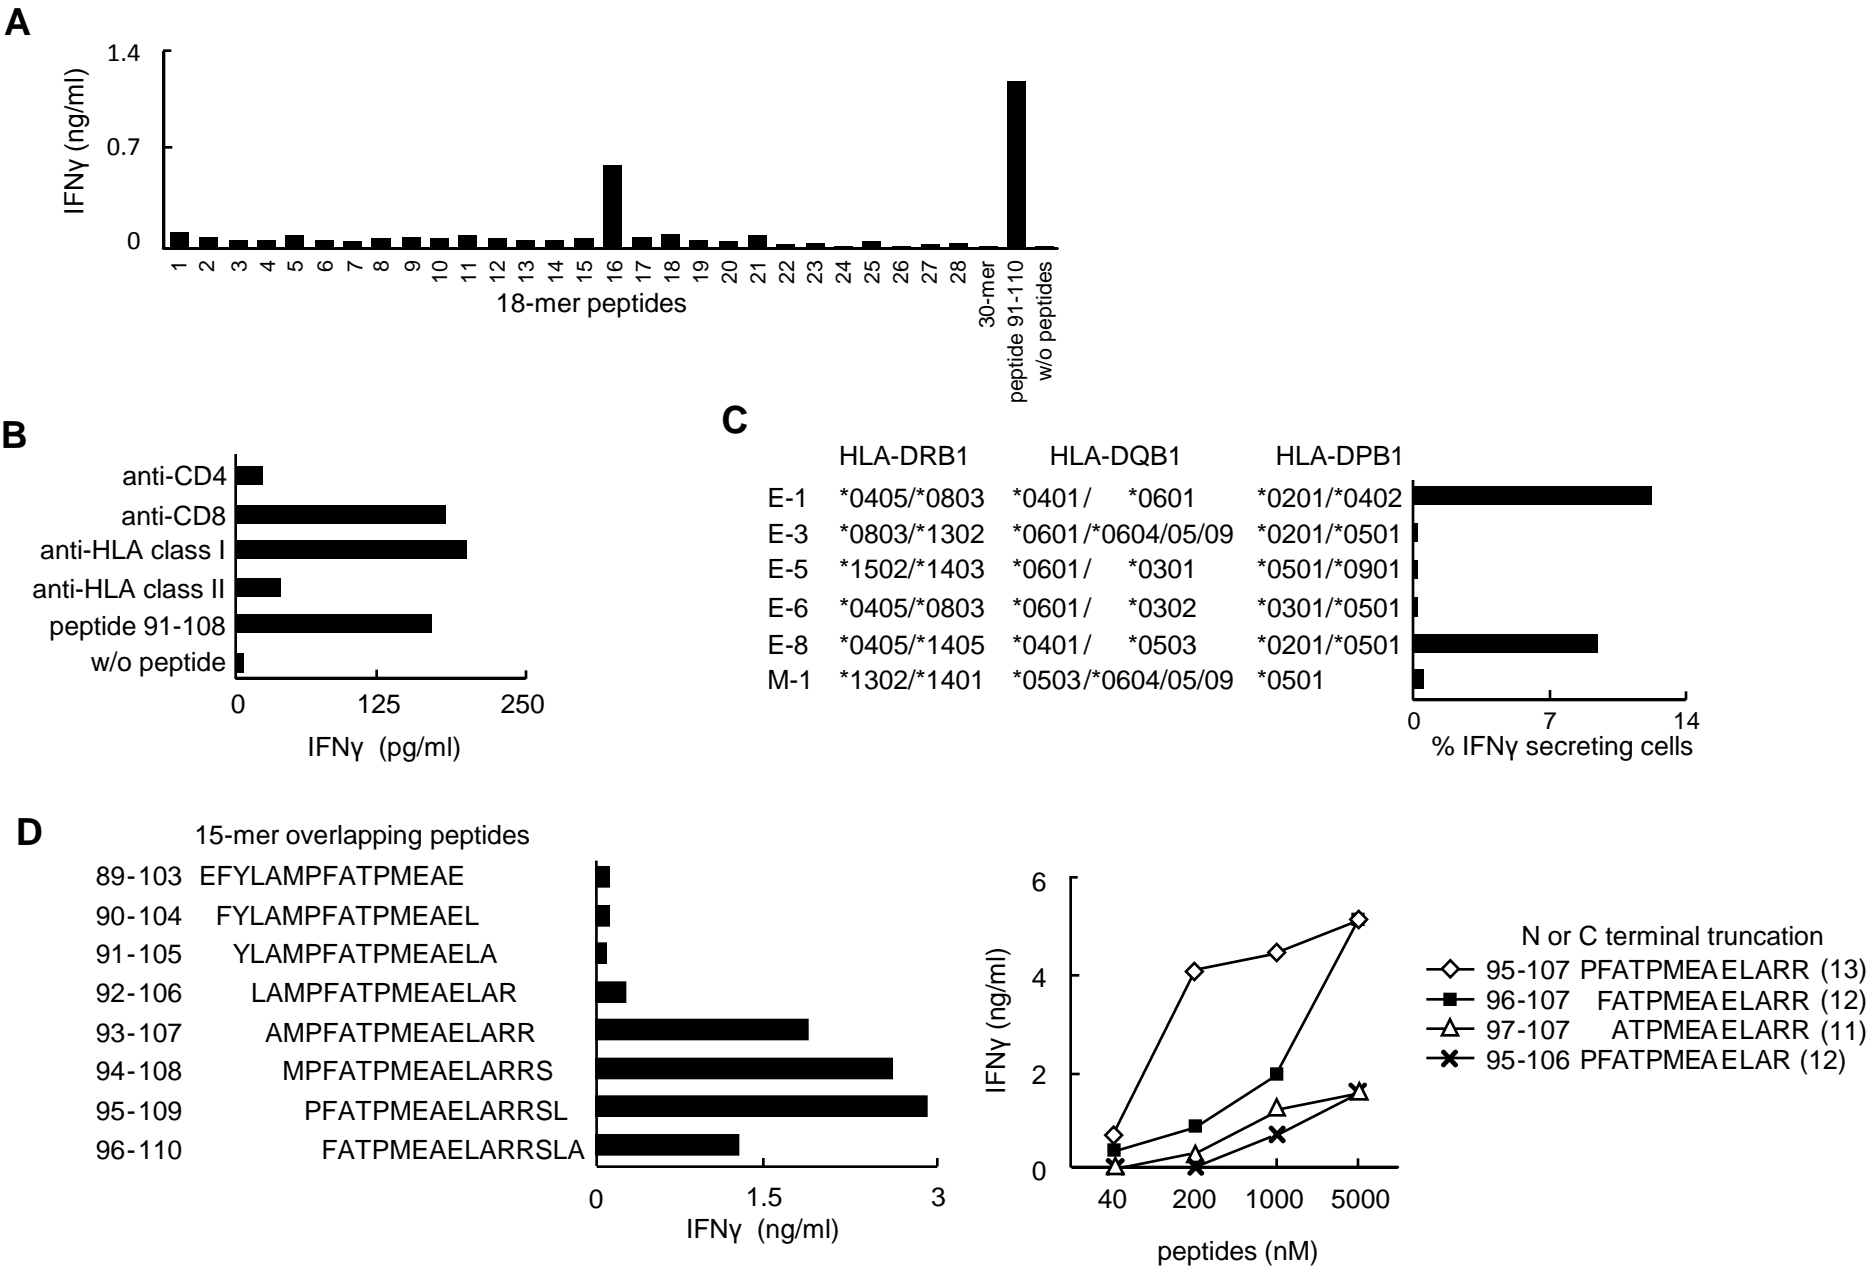 A
1.4
0.7
0
IFNγ (ng/ml)
1 2 3 4 5 6 7 8 9 10 11 12 13 14 15 16 17 18 19 20 21 22 23 24 25 26 27 28 30-mer peptide 91-110 w/o peptides
18-mer peptides
B
anti-CD4
anti-CD8
anti-HLA class I
anti-HLA class II
peptide 91-108
w/o peptide
0 125 250
IFNγ (pg/ml)
C
HLA-DRB1 HLA-DQB1 HLA-DPB1
E-1 *0405/*0803 *0401/ *0601 *0201/*0402
E-3 *0803/*1302 *0601/*0604/05/09 *0201/*0501
E-5 *1502/*1403 *0601/ *0301 *0501/*0901
E-6 *0405/*0803 *0601/ *0302 *0301/*0501
E-8 *0405/*1405 *0401/ *0503 *0201/*0501
M-1 *1302/*1401 *0503/*0604/05/09 *0501
0 7 14
% IFNγ secreting cells
D
15-mer overlapping peptides
89-103 EFYLAMPFATPMEAE
90-104 FYLAMPFATPMEAEL
91-105 YLAMPFATPMEAELA
92-106 LAMPFATPMEAELAR
93-107 AMPFATPMEAELARR
94-108 MPFATPMEAELARRS
95-109 PFATPMEAELARRSL
96-110 FATPMEAELARRSLA
0 1.5 3
IFNγ (ng/ml)
6
4
2
0
IFNγ (ng/ml)
40 200 1000 5000
peptides (nM)
N or C terminal truncation
95-107 PFATPMEAELARR (13)
96-107 FATPMEAELARR (12)
97-107 ATPMEAELARR (11)
95-106 PFATPMEAELAR (12)